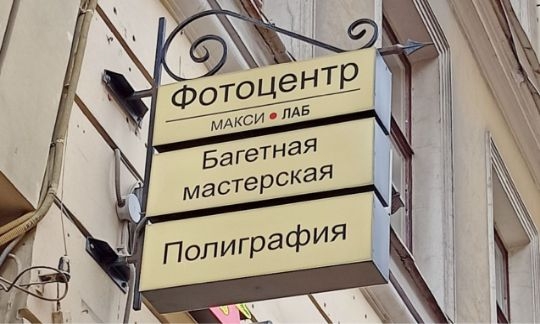 Фотоцентр
МАКСИ • ЛАБ
Багетная
мастерская
Полиграфия